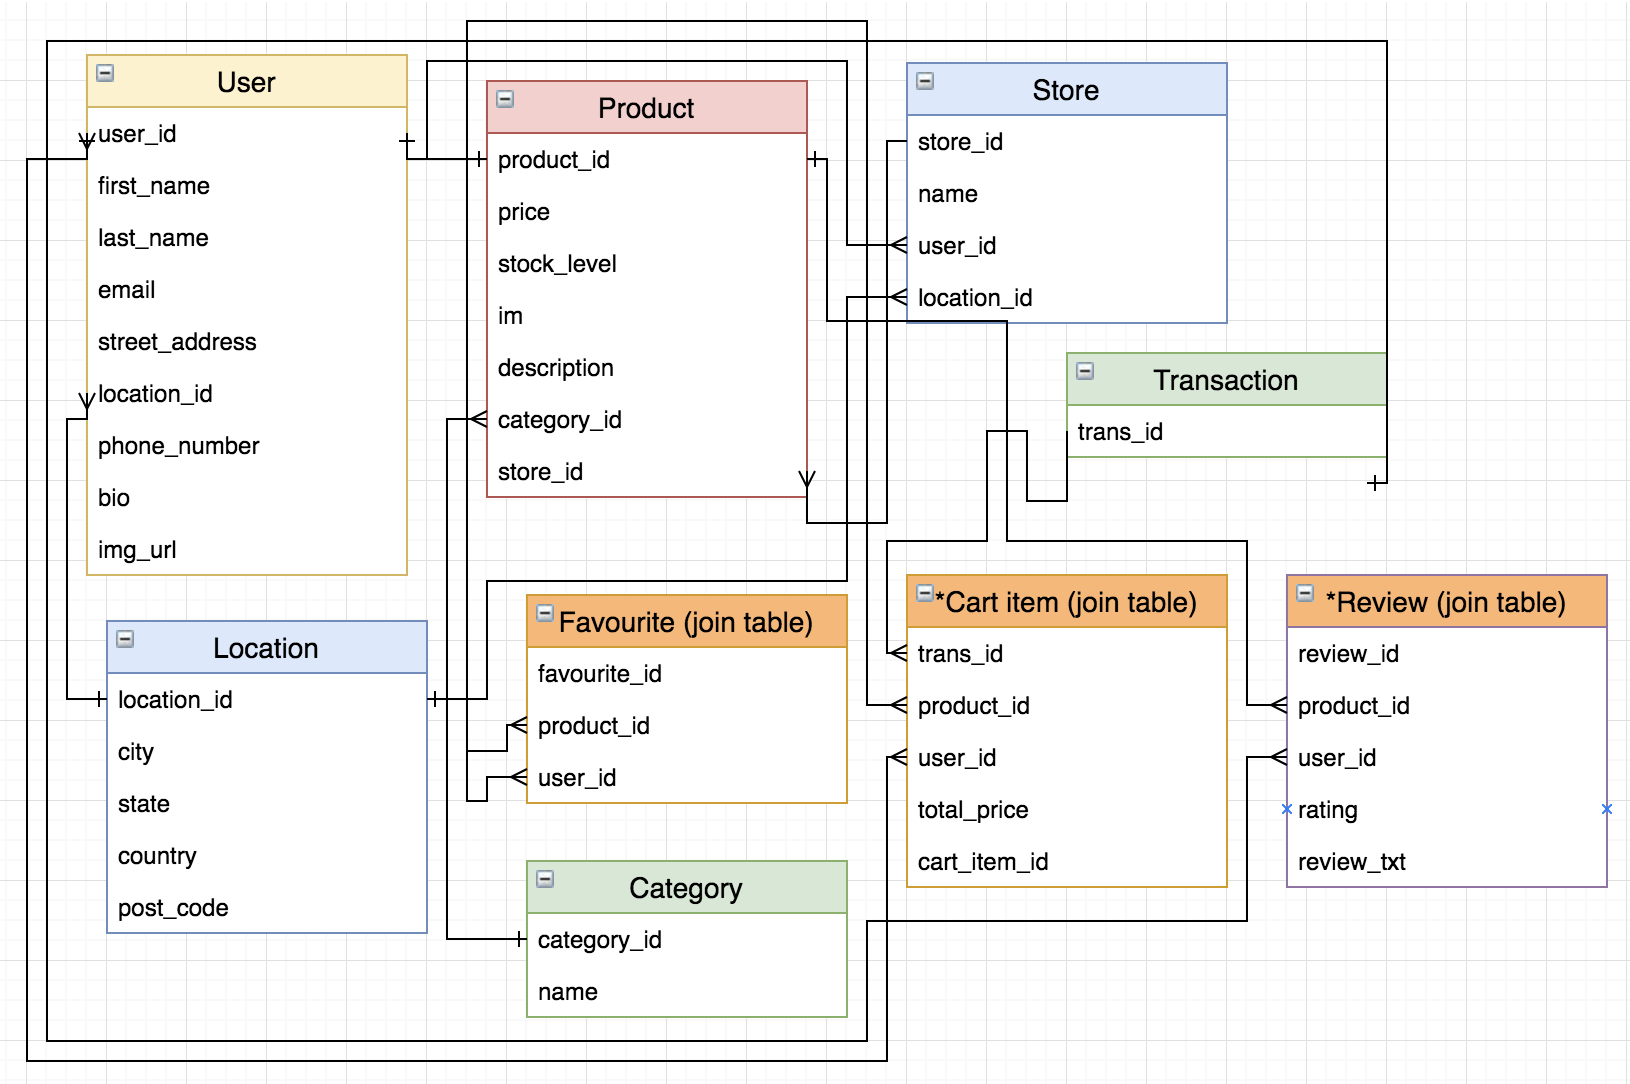 User
user_id
first_name
last_name
email
street_address
location_id
phone_number
bio
img_url
Product
product_id
price
stock_level
im
description
category_id
store_id
Store
store_id
name
user_id
location_id
Transaction
trans_id
Location
location_id
city
state
country
post_code
Favourite (join table)
favourite_id
product_id
user_id
Category
category_id
name
*Cart item (join table)
trans_id
product_id
user_id
total_price
cart_item_id
*Review (join table)
review_id
product_id
user_id
rating
review_txt